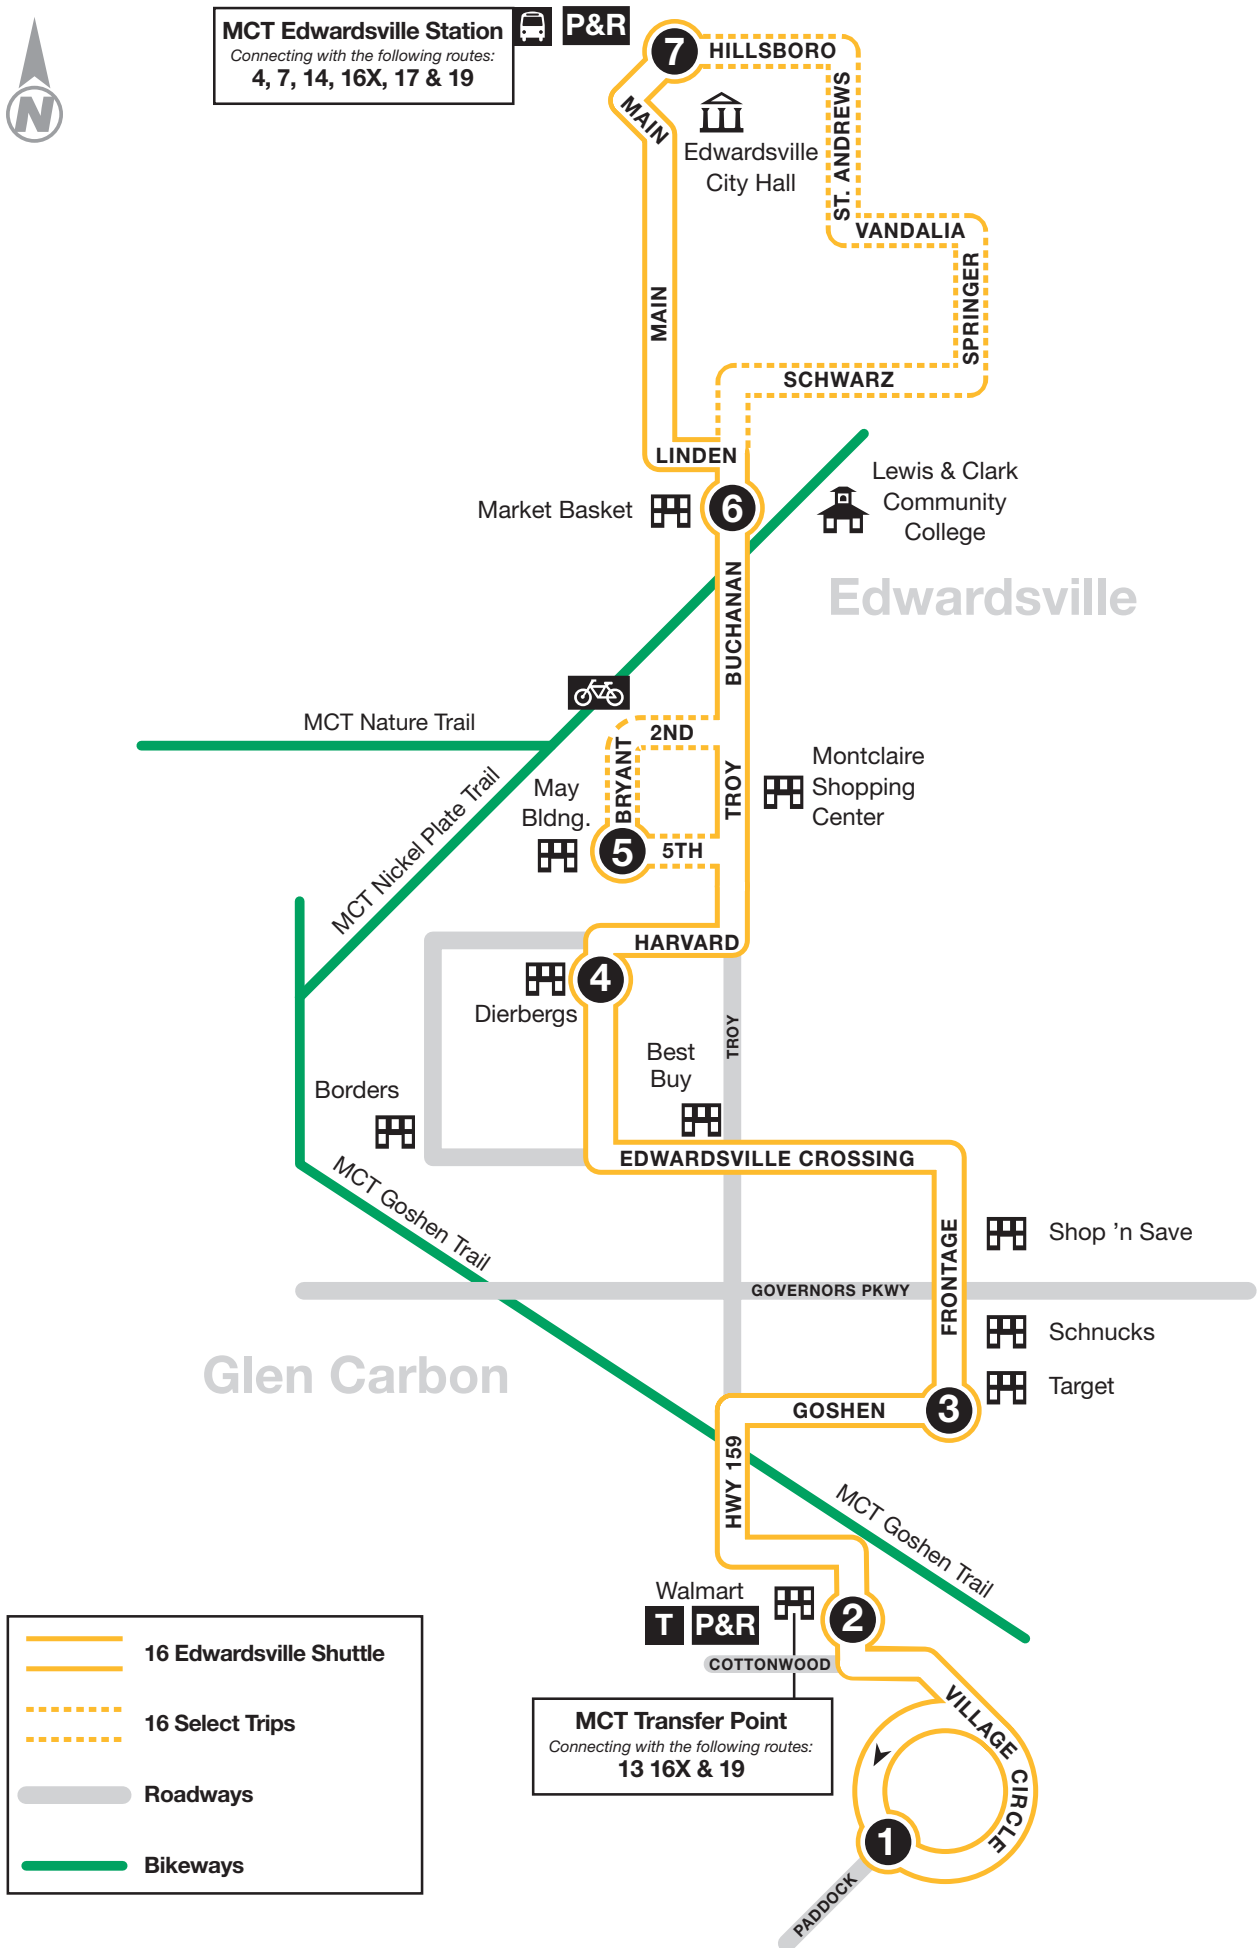 MCT Edwardsville Station
Connecting with the following routes:
4, 7, 14, 16X, 17 & 19
P&R
N
7
HILLSBORO
MAIN
Edwardsville
City Hall
ST. ANDREWS
VANDALIA
SPRINGER
MAIN
SCHWARZ
LINDEN
Market Basket
6
Lewis & Clark
Community
College
Edwardsville
BUCHANAN
MCT Nature Trail
2ND
BRYANT
TROY
Montclaire
Shopping
Center
May
Bldng.
5
5TH
MCT Nickel Plate Trail
HARVARD
4
Dierbergs
TROY
Best
Buy
Borders
EDWARDSVILLE CROSSING
MCT Goshen Trail
FRONTAGE
Shop ’n Save
GOVERNORS PKWY
Schnucks
Glen Carbon
Target
GOSHEN
3
HWY 159
MCT Goshen Trail
Walmart
T
P&R
2
COTTONWOOD
MCT Transfer Point
Connecting with the following routes:
13 16X & 19
VILLAGE CIRCLE
1
PADDOCK
16 Edwardsville Shuttle
16 Select Trips
Roadways
Bikeways